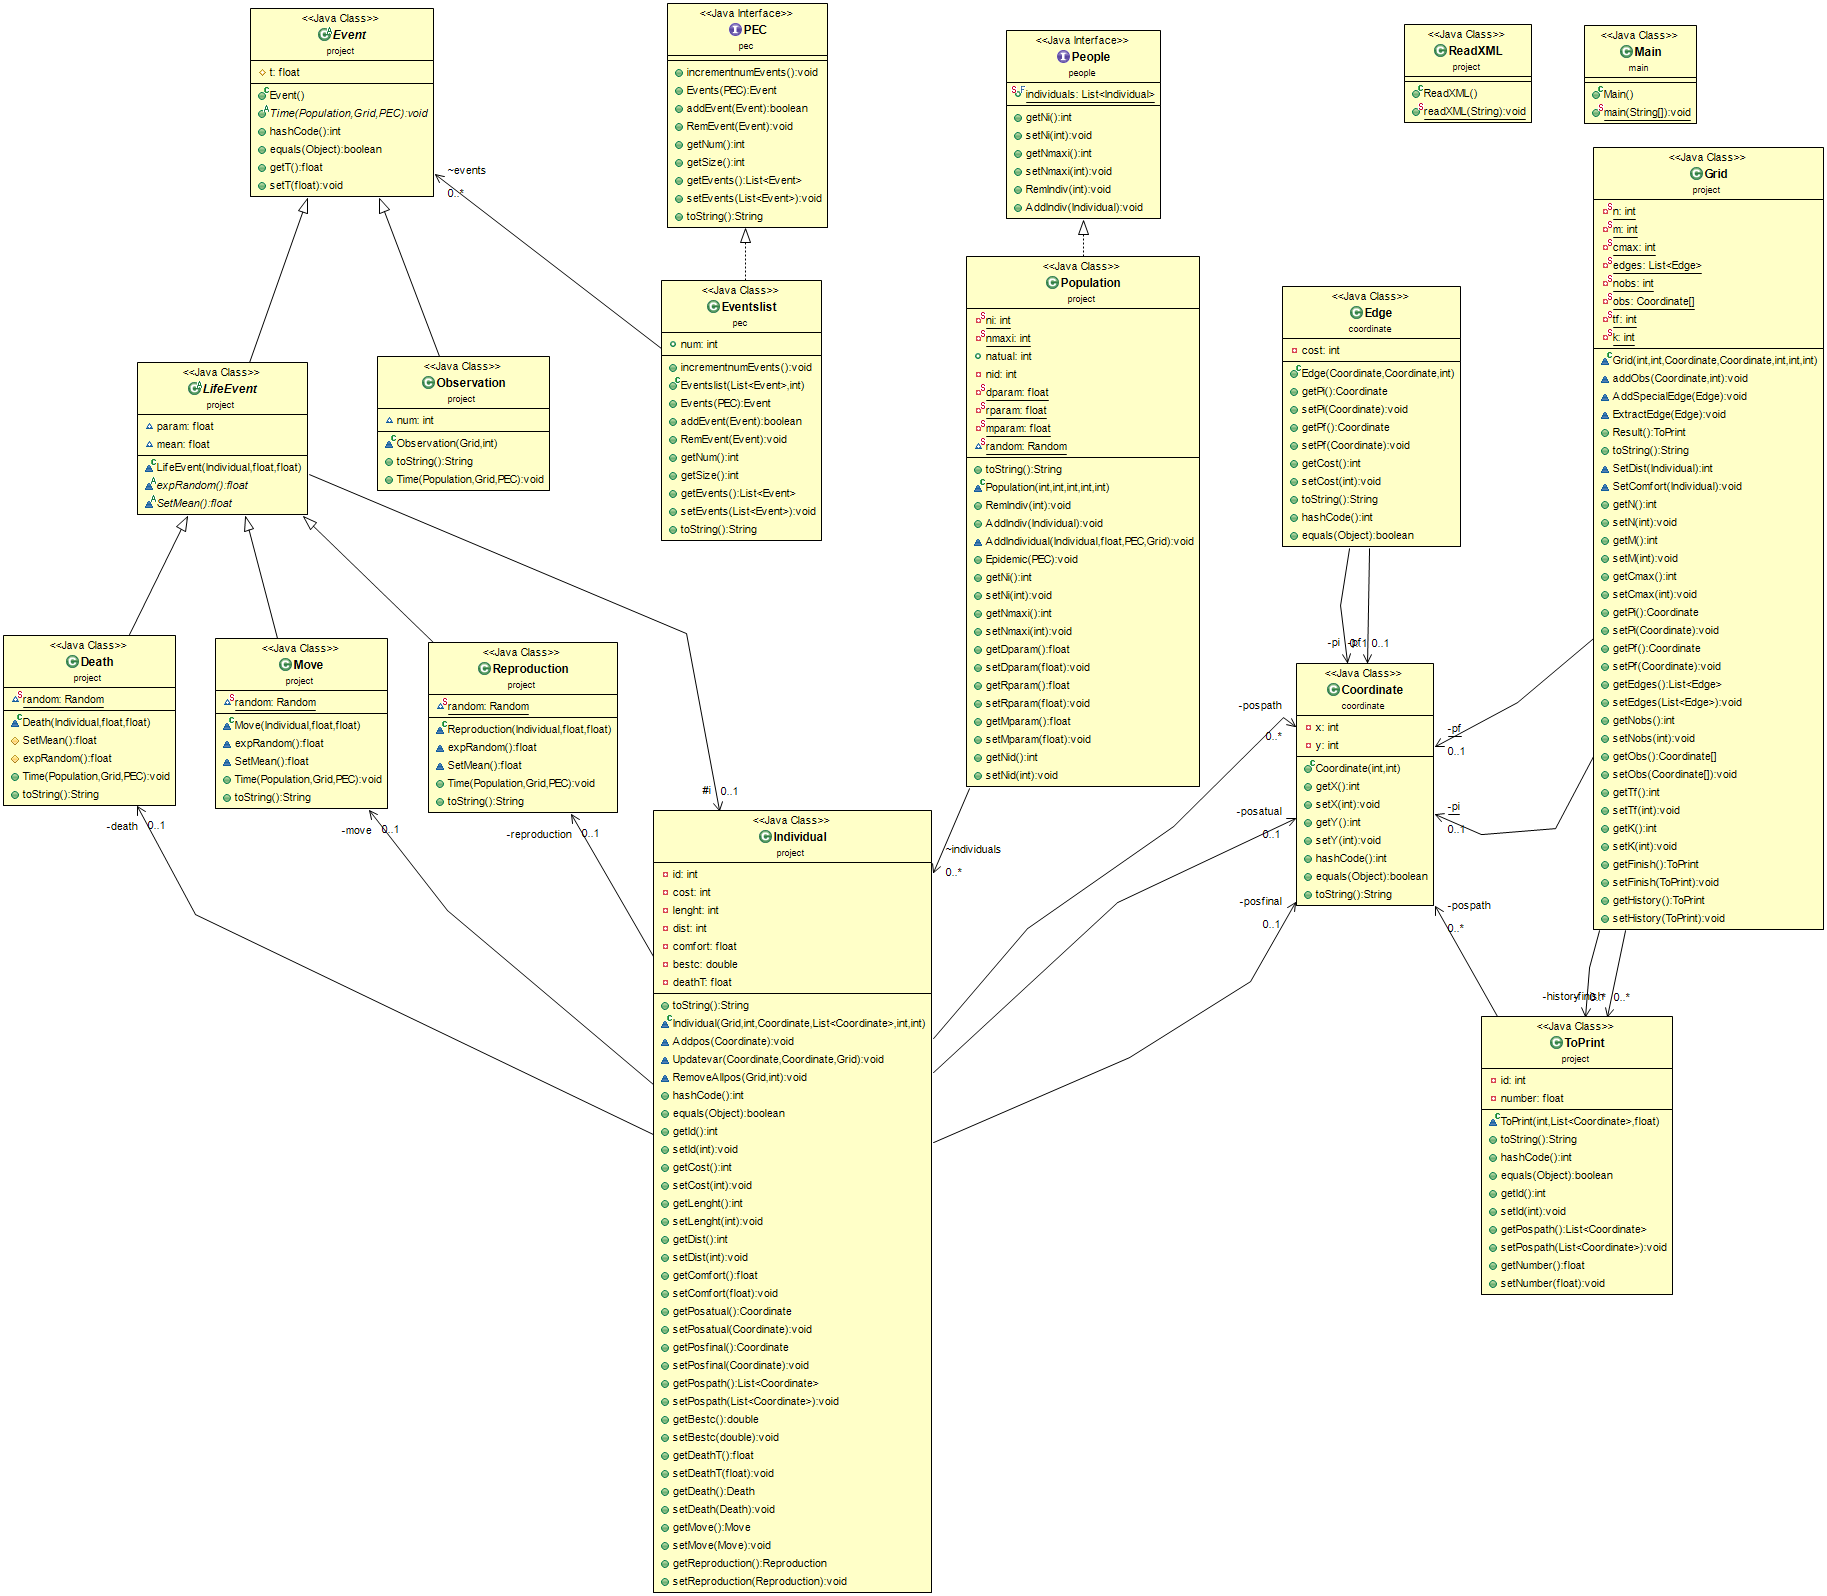 <<Java Class>>
Event
project
t: float
Event()
Time(Population,Grid,PEC):void
hashCode():int
equals(Object):boolean
getT():float
setT(float):void
<<Java Interface>>
PEC
pec
incrementnumEvents():void
Events(PEC):Event
addEvent(Event):boolean
RemEvent(Event):void
getNum():int
getSize():int
getEvents():List<Event>
setEvents(List<Event>):void
toString():String
<<Java Interface>>
People
people
individuals: List<Individual>
getNi():int
setNi(int):void
getNmaxi():int
setNmaxi(int):void
RemIndiv(int):void
AddIndiv(Individual):void
<<Java Class>>
ReadXML
project
ReadXML()
readXML(String):void
<<Java Class>>
Main
main
Main()
main(String[]):void
~events
0..*
<<Java Class>>
Grid
project
n: int
m: int
cmax: int
edges: List<Edge>
nobs: int
obs: Coordinate[]
tf: int
k: int
Grid(int,int,Coordinate,Coordinate,int,int,int)
addObs(Coordinate,int):void
AddSpecialEdge(Edge):void
ExtractEdge(Edge):void
Result():ToPrint
toString():String
SetDist(Individual):int
SetComfort(Individual):void
getN():int
setN(int):void
getM():int
setM(int):void
getCmax():int
setCmax(int):void
getPi():Coordinate
setPi(Coordinate):void
getPf():Coordinate
setPf(Coordinate):void
getEdges():List<Edge>
setEdges(List<Edge>):void
getNobs():int
setNobs(int):void
getObs():Coordinate[]
setObs(Coordinate[]):void
getTf():int
setTf(int):void
getK():int
setK(int):void
getFinish():ToPrint
setFinish(ToPrint):void
getHistory():ToPrint
setHistory(ToPrint):void
<<Java Class>>
Eventslist
pec
num: int
incrementnumEvents():void
Eventslist(List<Event>,int)
Events(PEC):Event
addEvent(Event):boolean
RemEvent(Event):void
getNum():int
getSize():int
getEvents():List<Event>
setEvents(List<Event>):void
toString():String
<<Java Class>>
Population
project
ni: int
nmaxi: int
natual: int
nid: int
dparam: float
rparam: float
mparam: float
random: Random
toString():String
Population(int,int,int,int,int)
RemIndiv(int):void
AddIndiv(Individual):void
AddIndividual(Individual,float,PEC,Grid):void
Epidemic(PEC):void
getNi():int
setNi(int):void
getNmaxi():int
setNmaxi(int):void
getDparam():float
setDparam(float):void
getRparam():float
setRparam(float):void
getMparam():float
setMparam(float):void
getNid():int
setNid(int):void
<<Java Class>>
Edge
coordinate
cost: int
Edge(Coordinate,Coordinate,int)
getPi():Coordinate
setPi(Coordinate):void
getPf():Coordinate
setPf(Coordinate):void
getCost():int
setCost(int):void
toString():String
hashCode():int
equals(Object):boolean
<<Java Class>>
LifeEvent
project
param: float
mean: float
LifeEvent(Individual,float,float)
expRandom():float
SetMean():float
<<Java Class>>
Observation
project
num: int
Observation(Grid,int)
toString():String
Time(Population,Grid,PEC):void
<<Java Class>>
Death
project
random: Random
Death(Individual,float,float)
SetMean():float
expRandom():float
Time(Population,Grid,PEC):void
toString():String
<<Java Class>>
Move
project
random: Random
Move(Individual,float,float)
expRandom():float
SetMean():float
Time(Population,Grid,PEC):void
toString():String
<<Java Class>>
Reproduction
project
random: Random
Reproduction(Individual,float,float)
expRandom():float
SetMean():float
Time(Population,Grid,PEC):void
toString():String
-pi
0..1
<<Java Class>>
Coordinate
coordinate
x: int
y: int
Coordinate(int,int)
getX():int
setX(int):void
getY():int
setY(int):void
hashCode():int
equals(Object):boolean
toString():String
-pospath
0..*
-posatual
0..1
-posfinal
0..1
-pf
0..1
-pi
0..1
-pospath
0..*
#i 0..1
-death 0..1
-move 0..1
-reproduction 0..1
~individuals
0..*
<<Java Class>>
Individual
project
id: int
cost: int
lenght: int
dist: int
comfort: float
bestc: double
deathT: float
toString():String
Individual(Grid,int,Coordinate,List<Coordinate>,int,int)
Addpos(Coordinate):void
Updatevar(Coordinate,Coordinate,Grid):void
RemoveAllpos(Grid,int):void
hashCode():int
equals(Object):boolean
getId():int
setId(int):void
getCost():int
setCost(int):void
getLenght():int
setLenght(int):void
getDist():int
setDist(int):void
getComfort():float
setComfort(float):void
getPosatual():Coordinate
setPosatual(Coordinate):void
getPosfinal():Coordinate
setPosfinal(Coordinate):void
getPospath():List<Coordinate>
setPospath(List<Coordinate>):void
getBestc():double
setBestc(double):void
getDeathT():float
setDeathT(float):void
getDeath():Death
setDeath(Death):void
getMove():Move
setMove(Move):void
getReproduction():Reproduction
setReproduction(Reproduction):void
0..*
<<Java Class>>
ToPrint
project
id: int
number: float
ToPrint(int,List<Coordinate>,float)
toString():String
hashCode():int
equals(Object):boolean
getId():int
setId(int):void
getPospath():List<Coordinate>
setPospath(List<Coordinate>):void
getNumber():float
setNumber(float):void